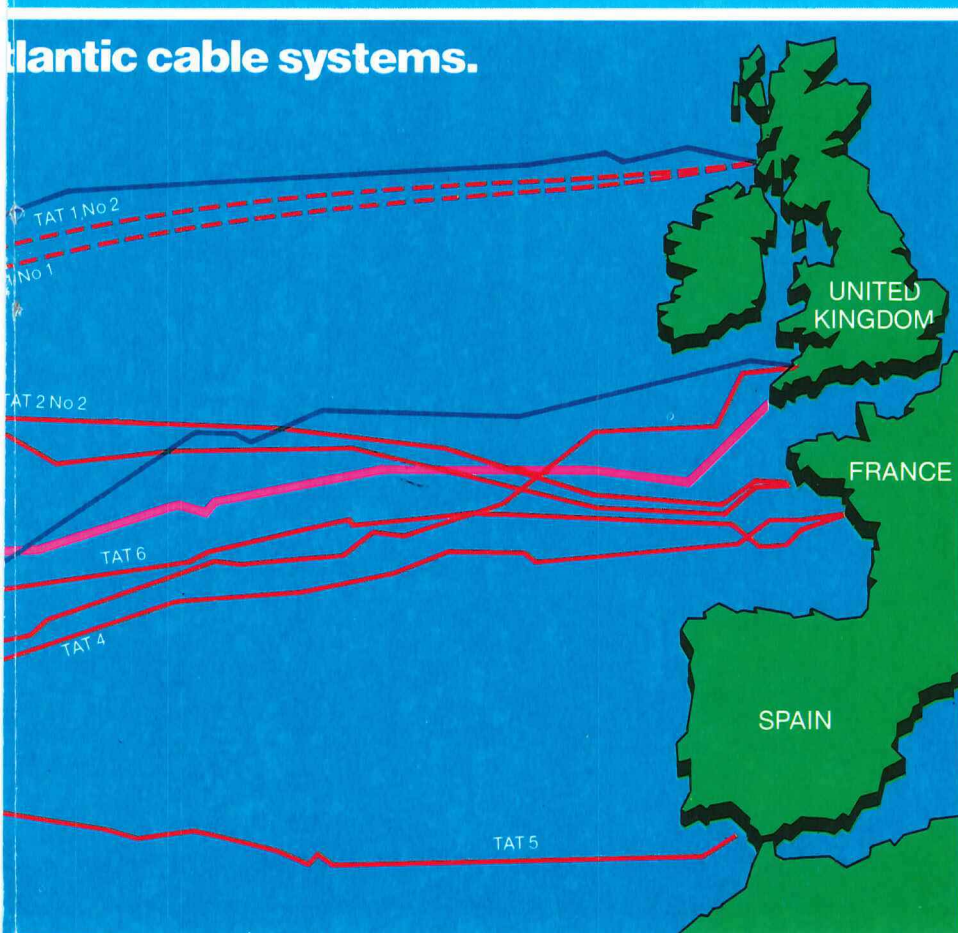 tlantic cable systems.
TAT 1,No 2
No 1
UNITED
KINGDOM
TAT 2 No 2
FRANCE
TAT 6
TAT 4
SPAIN
TAT 5